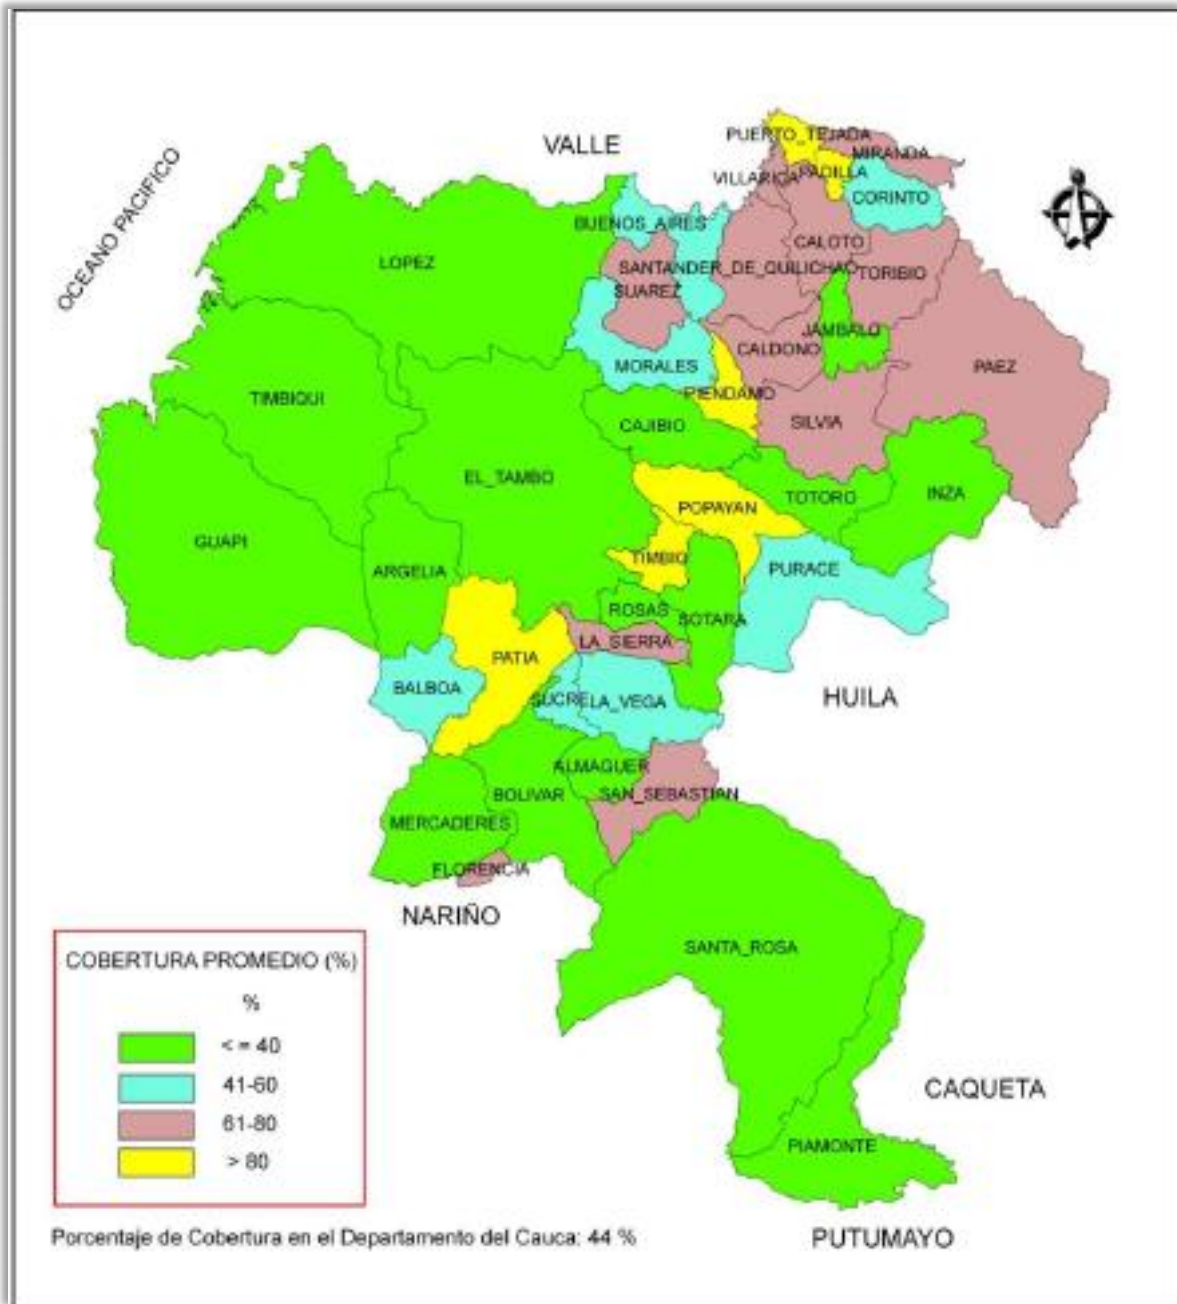 VALLE
OCEANO PACIFICO
PUERTO_TEJADA
MIRANDA
VILLARICA
PADILLA
CORINTO
BUENOS_AIRES
CALOTO
LOPEZ
SANTANDER_DE_QUILICHAO
TORIBIO
SUAREZ
JAMBALO
CALDONO
MORALES
PAEZ
PIENDAMO
TIMBIQUI
CAJIBIO
SILVIA
EL_TAMBO
INZA
TOTORO
POPAYAN
GUAPI
TIMBIO
PURACE
ARGELIA
ROSAS
SOTARA
LA_SIERRA
PATIA
BALBOA
HUILA
SUCRE
LA_VEGA
ALMAGUER
BOLIVAR
SAN_SEBASTIAN
MERCADERES
FLORENCIA
NARIÑO
SANTA_ROSA
COBERTURA PROMEDIO (%)
%
< = 40
41-60
61-80
> 80
CAQUETA
PIAMONTE
Porcentaje de Cobertura en el Departamento del Cauca: 44 %
PUTUMAYO